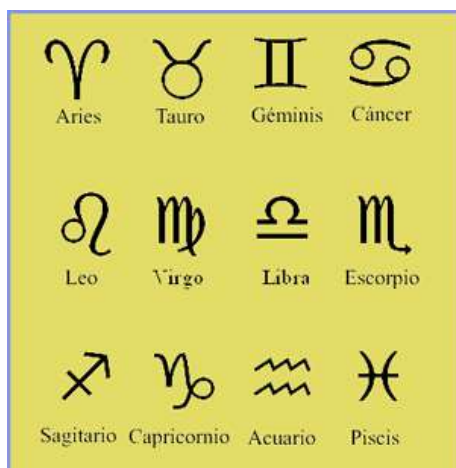 Aries Tauro Géminis Cáncer
Leo Virgo Libra Escorpio
Sagitario Capricornio Acuario Piscis